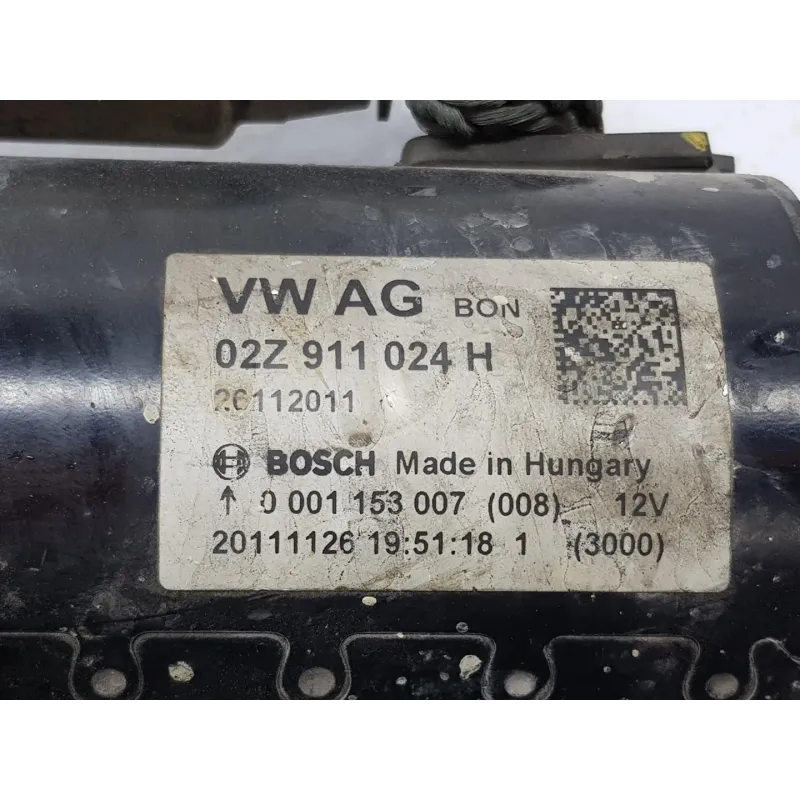 VW AG BON
02Z 911 024 H
26112011
BOSCH Made in Hungary
↑ 0 001 153 007 (008) 12V
20111126 19:51:18 1 (3000)